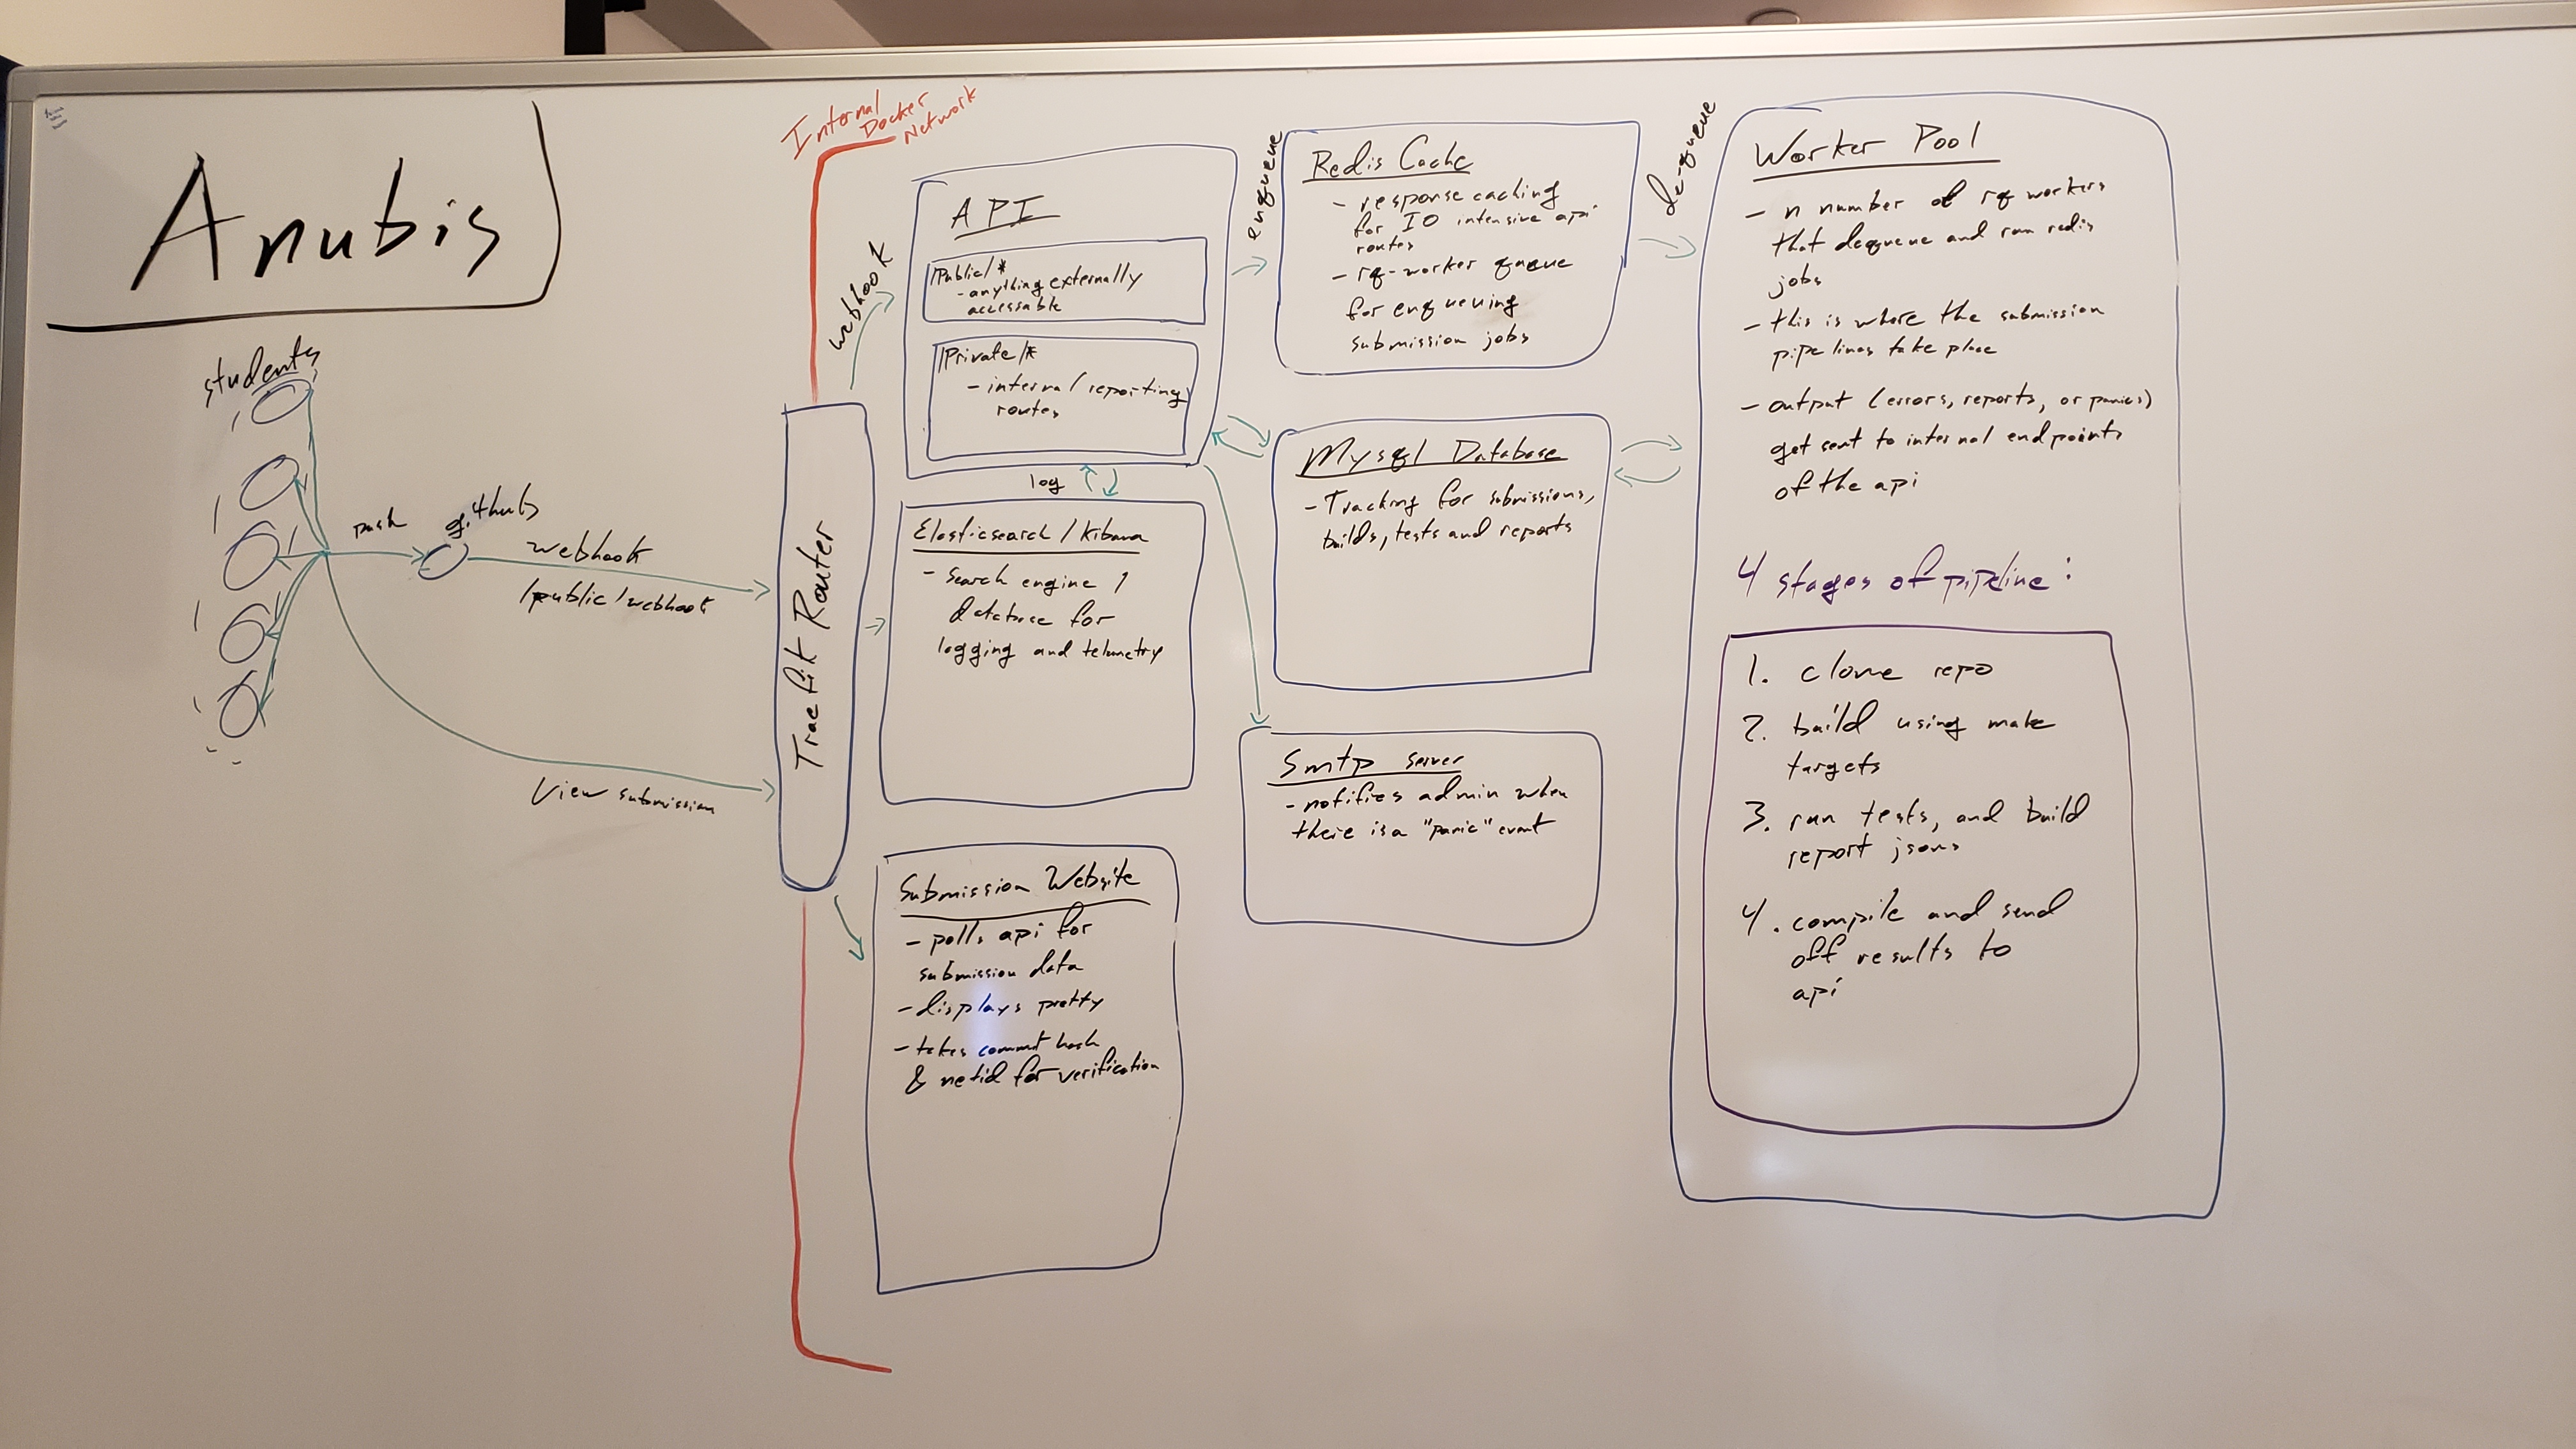 Anubis
students
push
github
webhook
/public/webhook
View submission
Internal
Docker
Network
Traefik Router
webhook
API
/Public/*
- anything externally
accessable
/Private/*
- internal reporting
routes
log
Elasticsearch / Kibana
- search engine /
database for
logging and telemetry
Submission Website
- polls api for
submission data
- displays pretty
- takes commit hash
& netid for verification
enqueue
Redis Cache
- response caching
for IO intensive api
routes
- rq-worker queue
for enqueuing
submission jobs
Mysql Database
- Tracking for submissions,
builds, tests and reports
Smtp server
- notifies admin when
there is a "panic" event
de-queue
Worker Pool
- n number of rq workers
that dequeue and run redis
jobs
- this is where the submission
pipelines take place
- output (errors, reports, or panics)
get sent to internal endpoints
of the api
4 stages of pipeline:
1. clone repo
2. build using make
targets
3. run tests, and build
report jsons
4. compile and send
off results to
api